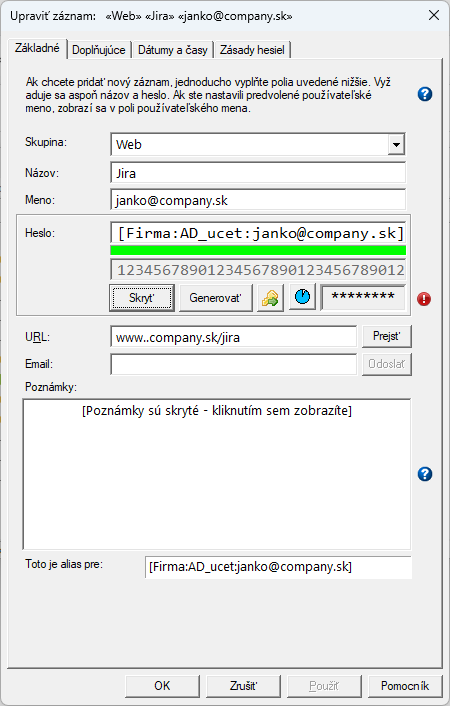 Upraviť záznam: «Web» «Jira» «janko@company.sk»
Základné Doplňujúce Dátumy a časy Zásady hesiel
Ak chcete pridať nový záznam, jednoducho vyplňte polia uvedené nižšie. Vyž
aduje sa aspoň názov a heslo. Ak ste nastavili predvolené používateľské
meno, zobrazí sa v poli používateľského mena.
Skupina: Web
Názov: Jira
Meno: janko@company.sk
Heslo: [Firma:AD_ucet:janko@company.sk]
12345678901234567890123456789012
Skryť Generovať ********
URL: www..company.sk/jira Prejsť
Email: Odoslať
Poznámky:
[Poznámky sú skryté - kliknutím sem zobrazíte]
Toto je alias pre: [Firma:AD_ucet:janko@company.sk]
OK Zrušiť Použiť Pomocník